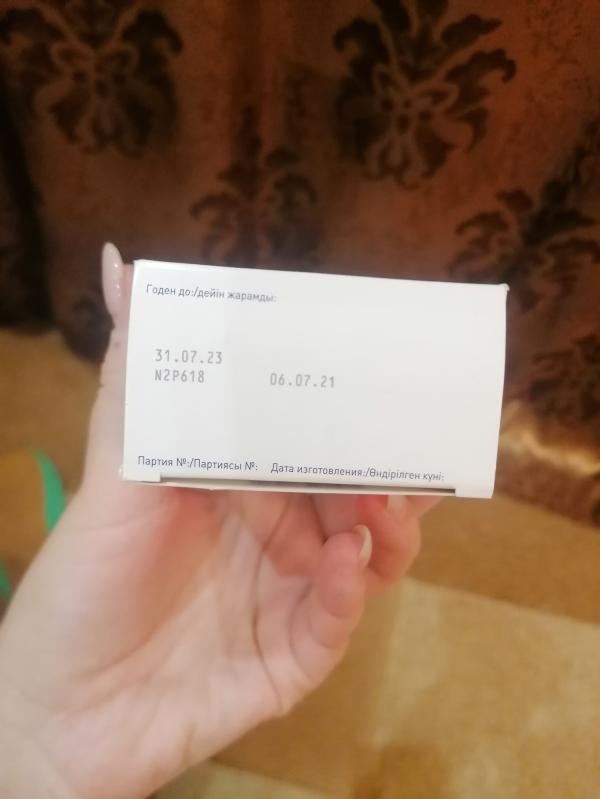 Годен до:/дейін жарамды:
31.07.23
N2P618 06.07.21
Партия №:/Партиясы №: Дата изготовления:/Өндірілген күні: